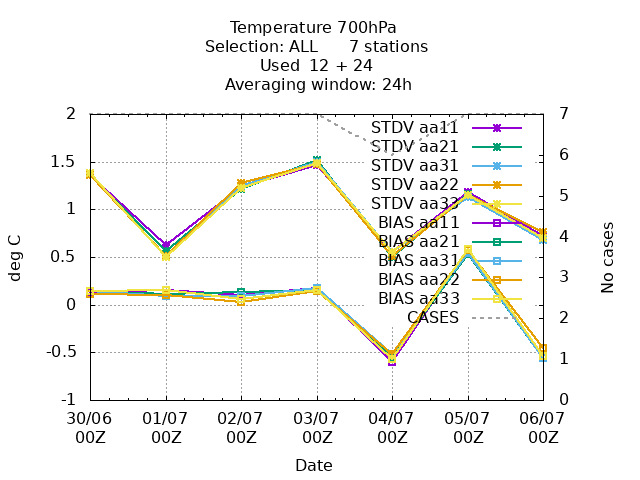 Temperature 700hPa
Selection: ALL 7 stations
Used 12 + 24
Averaging window: 24h
2
1.5
1
0.5
0
-0.5
-1
deg C
7
6
5
4
3
2
1
0
No cases
STDV aa11
STDV aa21
STDV aa31
STDV aa22
STDV aa33
BIAS aa11
BIAS aa21
BIAS aa31
BIAS aa22
BIAS aa33
CASES
30/06 01/07 02/07 03/07 04/07 05/07 06/07
00Z 00Z 00Z 00Z 00Z 00Z 00Z
Date